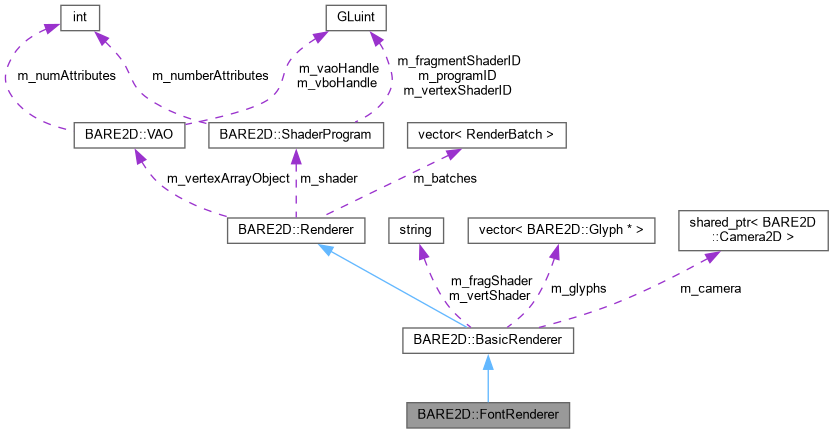 int
GLuint
m_numAttributes
m_numberAttributes
m_vaoHandle
m_vboHandle
m_fragmentShaderID
m_programID
m_vertexShaderID
BARE2D::VAO
BARE2D::ShaderProgram
vector< RenderBatch >
m_vertexArrayObject
m_shader
m_batches
BARE2D::Renderer
string
vector< BARE2D::Glyph * >
shared_ptr< BARE2D
::Camera2D >
m_fragShader
m_vertShader
m_glyphs
m_camera
BARE2D::BasicRenderer
BARE2D::FontRenderer